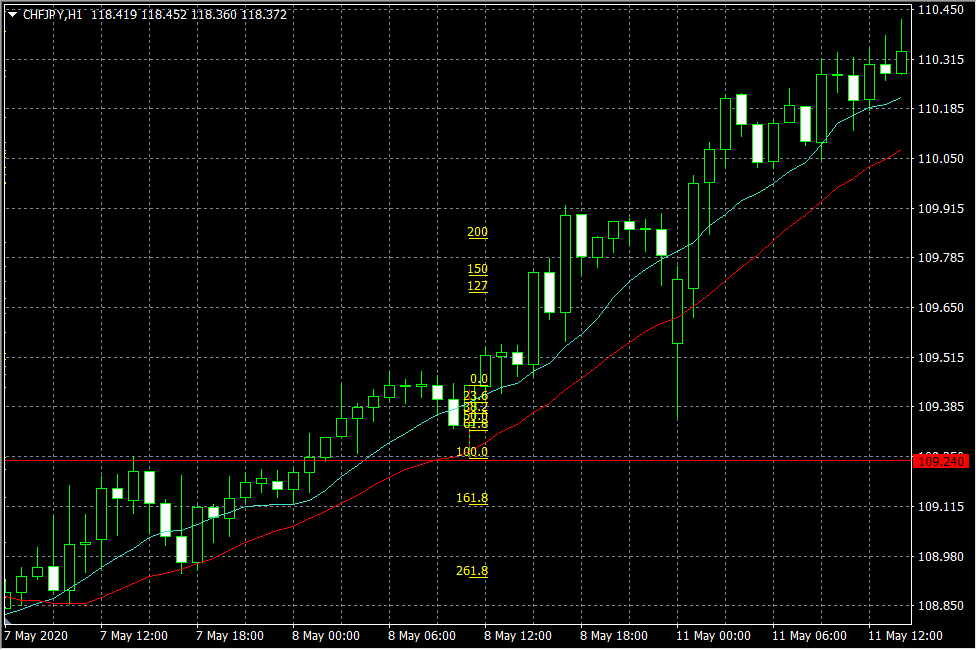 CHFJPY,H1 118.419 118.452 118.360 118.372
110.450
110.315
110.185
110.050
109.915
200
109.785
150
127
109.650
109.515
0.0
23.6
38.2
109.385
50.0
61.8
100.0
109.240
161.8
109.115
108.980
261.8
108.850
7 May 2020
7 May 12:00
7 May 18:00
8 May 00:00
8 May 06:00
8 May 12:00
8 May 18:00
11 May 00:00
11 May 06:00
11 May 12:00